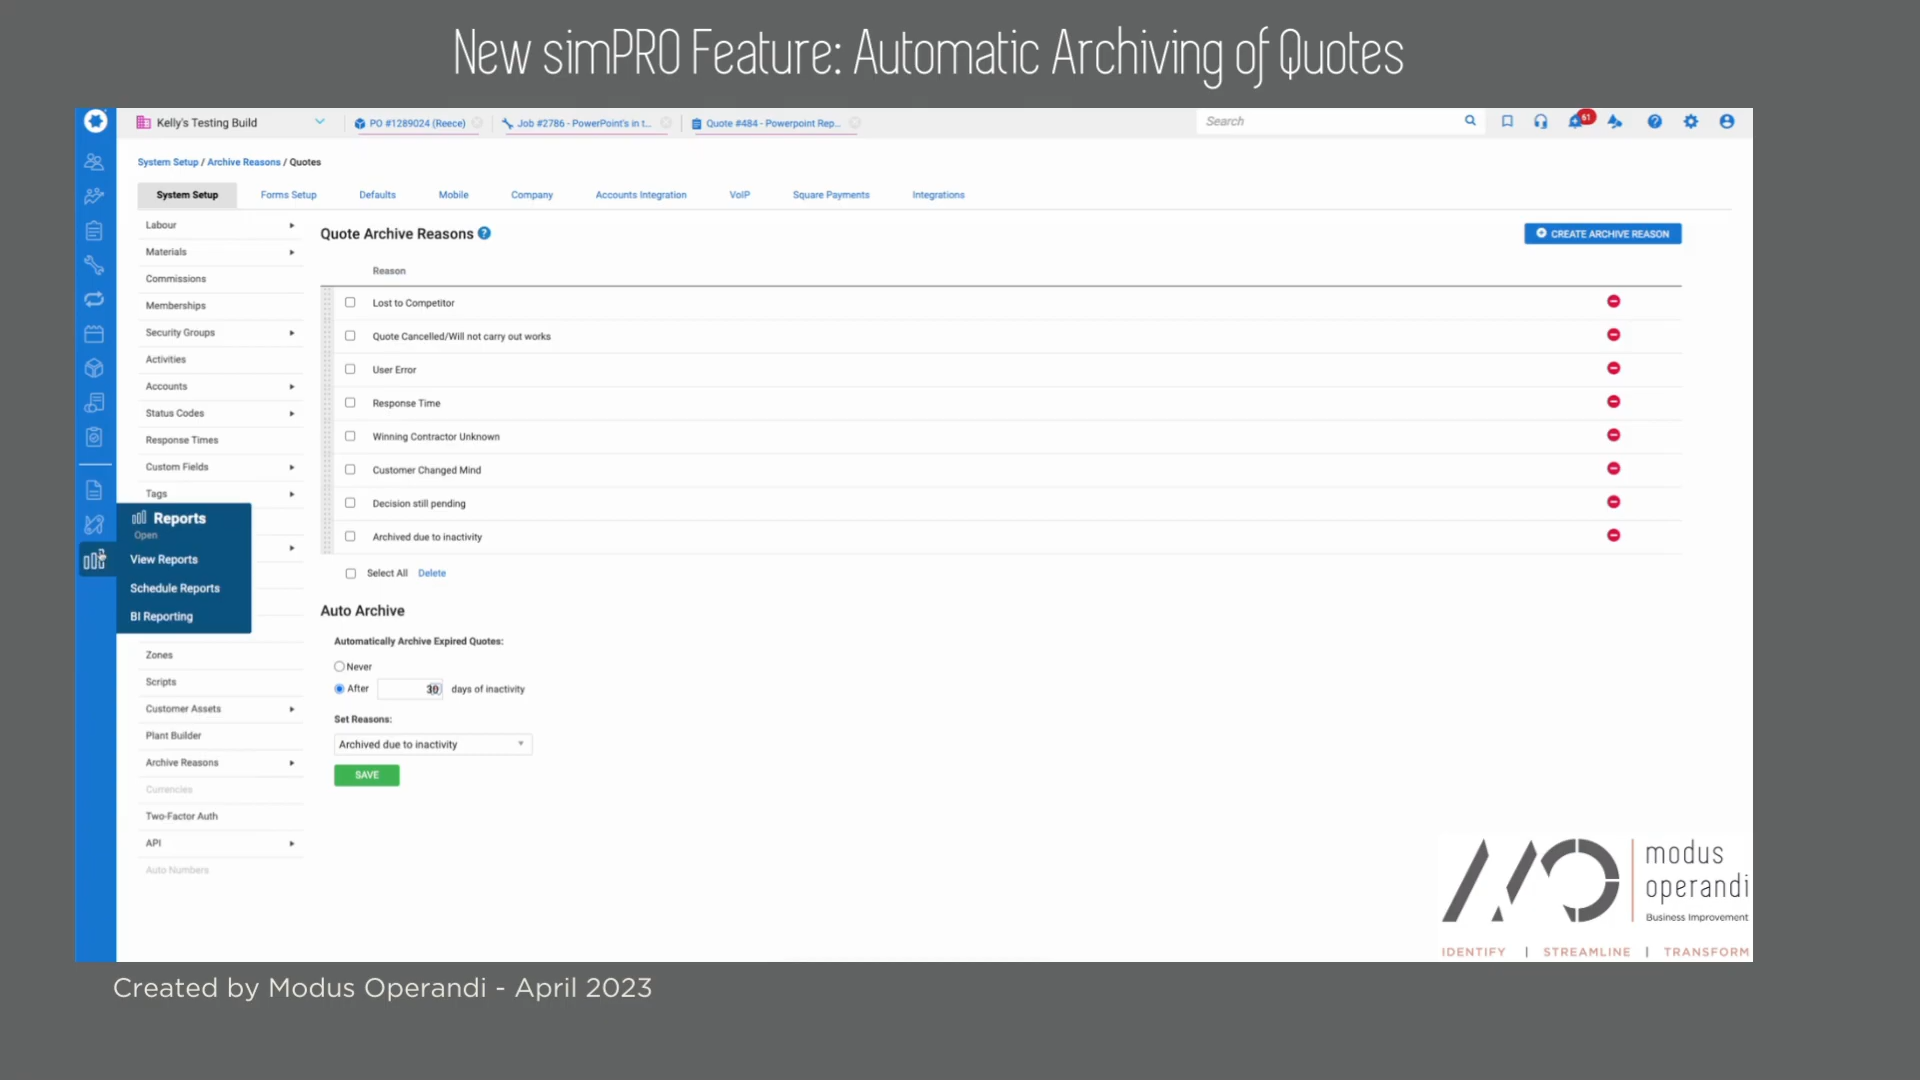 New simPRO Feature: Automatic Archiving of Quotes
Kelly's Testing Build
PO #1289024 (Reece)
Job #2786 - PowerPoint's in t...
Quote #484 - Powerpoint Rep...
Search
61
System Setup / Archive Reasons / Quotes
System Setup
Forms Setup
Defaults
Mobile
Company
Accounts Integration
VoIP
Square Payments
Integrations
Labour
Materials
Commissions
Memberships
Security Groups
Activities
Accounts
Status Codes
Response Times
Custom Fields
Tags
Reports
Open
View Reports
Schedule Reports
BI Reporting
Zones
Scripts
Customer Assets
Plant Builder
Archive Reasons
Currencies
Two-Factor Auth
API
Auto Numbers
Quote Archive Reasons ?
CREATE ARCHIVE REASON
Reason
Lost to Competitor
Quote Cancelled/Will not carry out works
User Error
Response Time
Winning Contractor Unknown
Customer Changed Mind
Decision still pending
Archived due to inactivity
Select All Delete
Auto Archive
Automatically Archive Expired Quotes:
Never
After 30 days of inactivity
Set Reasons:
Archived due to inactivity
SAVE
modus
operandi
Business Improvement
IDENTIFY | STREAMLINE | TRANSFORM
Created by Modus Operandi - April 2023